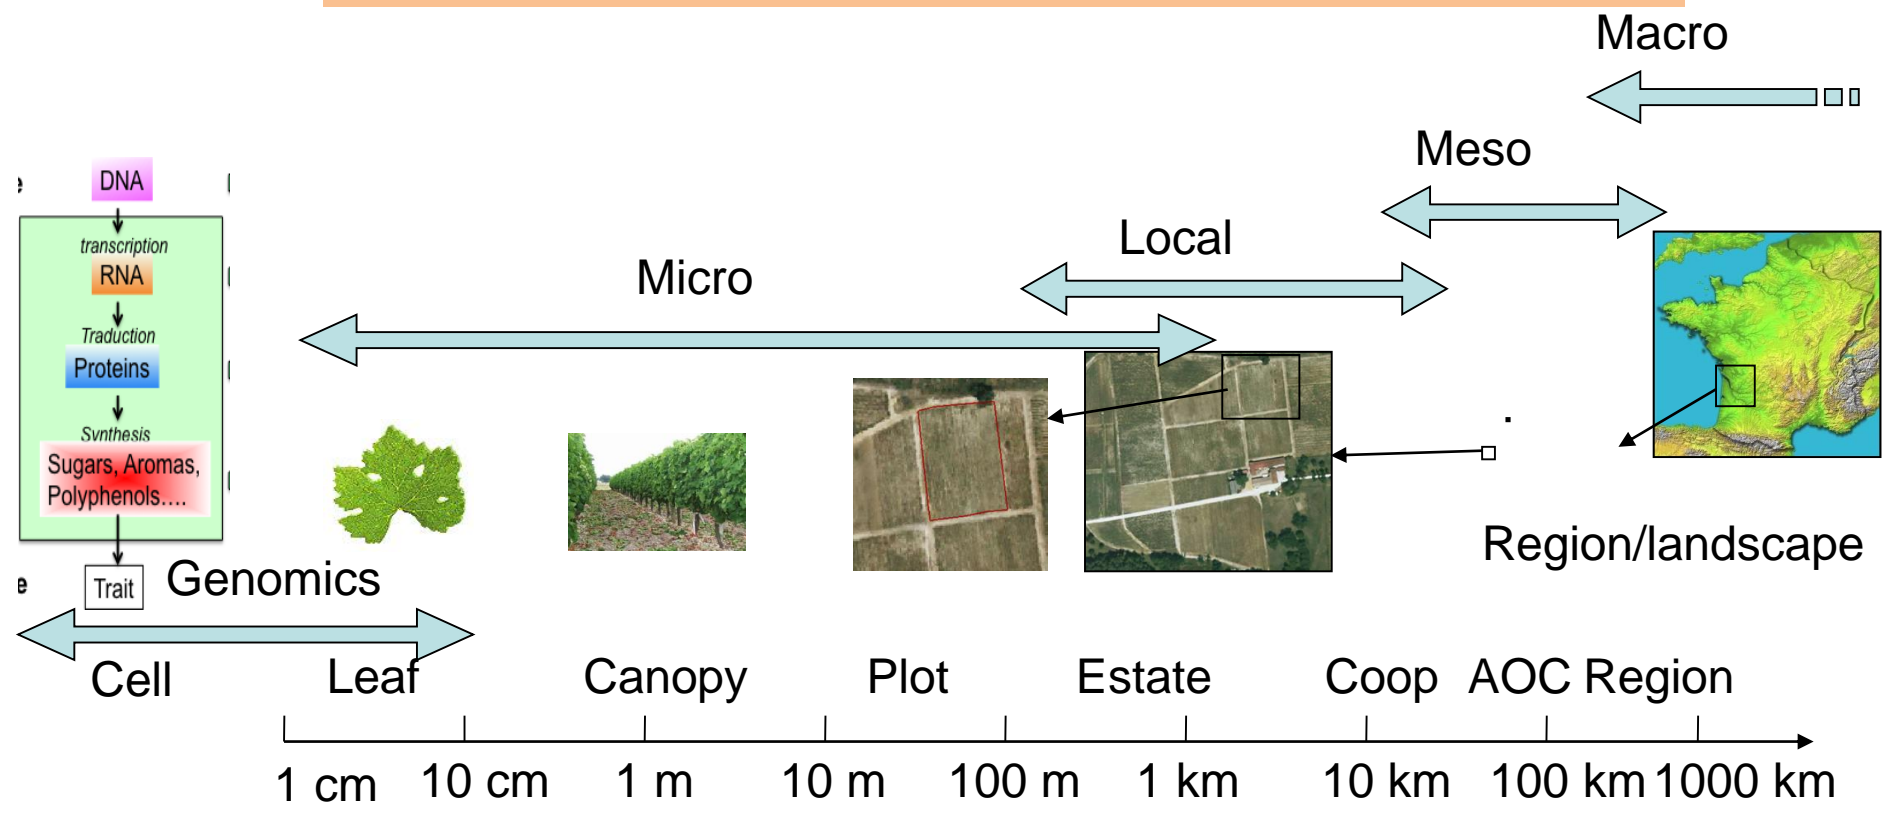 Macro
Meso
Local
Micro
DNA
transcription
RNA
Traduction
Proteins
Synthesis
Sugars, Aromas,
Polyphenols....
Trait
Genomics
Region/landscape
Cell Leaf Canopy Plot Estate Coop AOC Region
1 cm 10 cm 1 m 10 m 100 m 1 km 10 km 100 km 1000 km